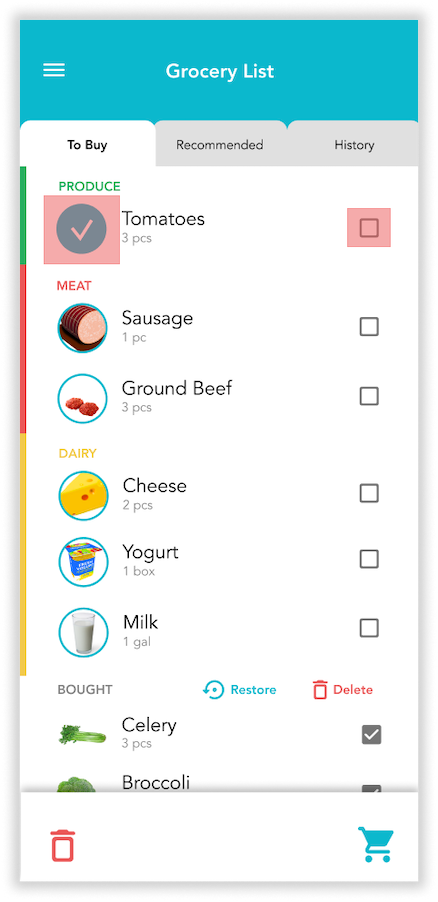 Grocery List
To Buy
Recommended
History
PRODUCE
Tomatoes
3 pcs
MEAT
Sausage
1 pc
Ground Beef
3 pcs
DAIRY
Cheese
2 pcs
Yogurt
1 box
Milk
1 gal
BOUGHT
Restore
Delete
Celery
3 pcs
Broccoli